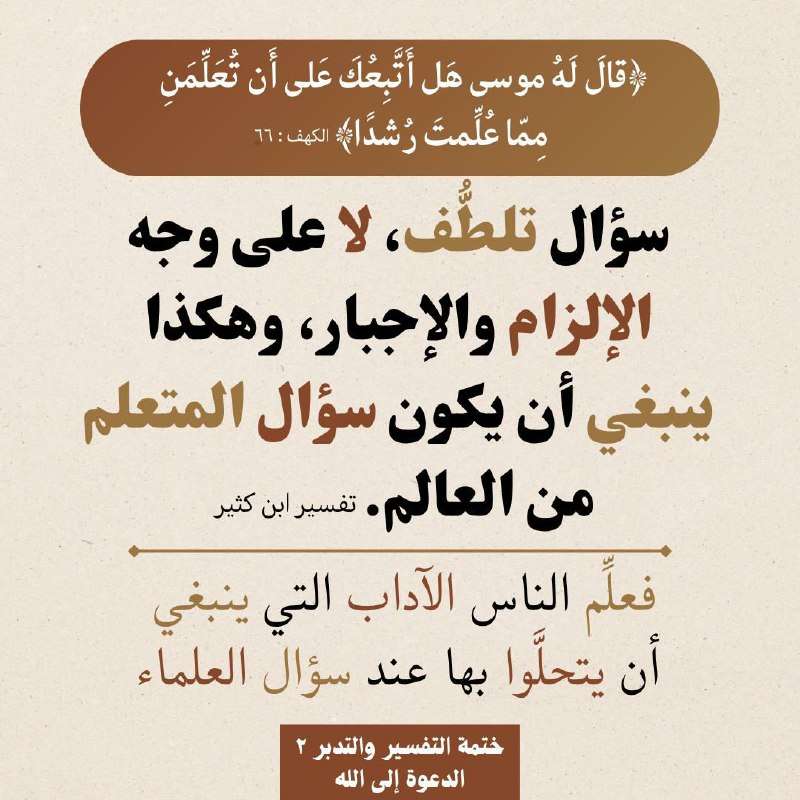 ﴿قالَ لَهُ موسى هَل أَتَّبِعُكَ عَلى أَن تُعَلِّمَنِ
مِمّا عُلِّمتَ رُشدًا﴾ الكهف: ٦٦
سؤال تلطُّف، لا على وجه
الإلزام والإجبار، وهكذا
ينبغي أن يكون سؤال المتعلم
من العالم. تفسير ابن كثير
فعلِّم الناس الآداب التي ينبغي
أن يتحلَّوا بها عند سؤال العلماء
ختمة التفسير والتدبر ٢
الدعوة إلى الله